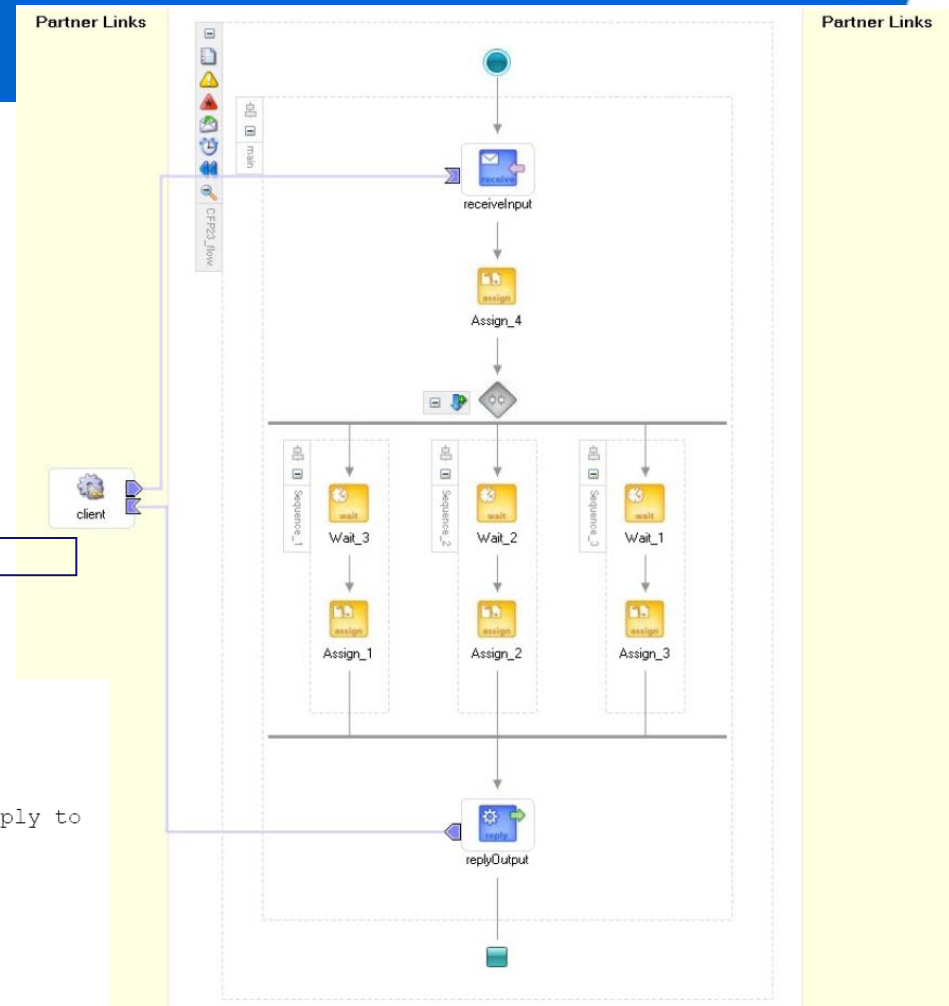 Partner Links
Partner Links
CFP23_flow
main
receive
receiveInput
assign
Assign_4
Sequence_1
Sequence_2
Sequence_3
wait
wait
wait
Wait_3
Wait_2
Wait_1
client
assign
assign
assign
Assign_1
Assign_2
Assign_3
ply to
reply
replyOutput